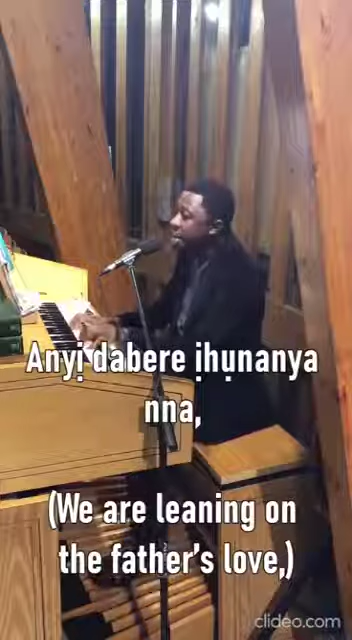 Anyị dabere ịhụnanya
nna,
(We are leaning on
the father's love,)
clideo.com